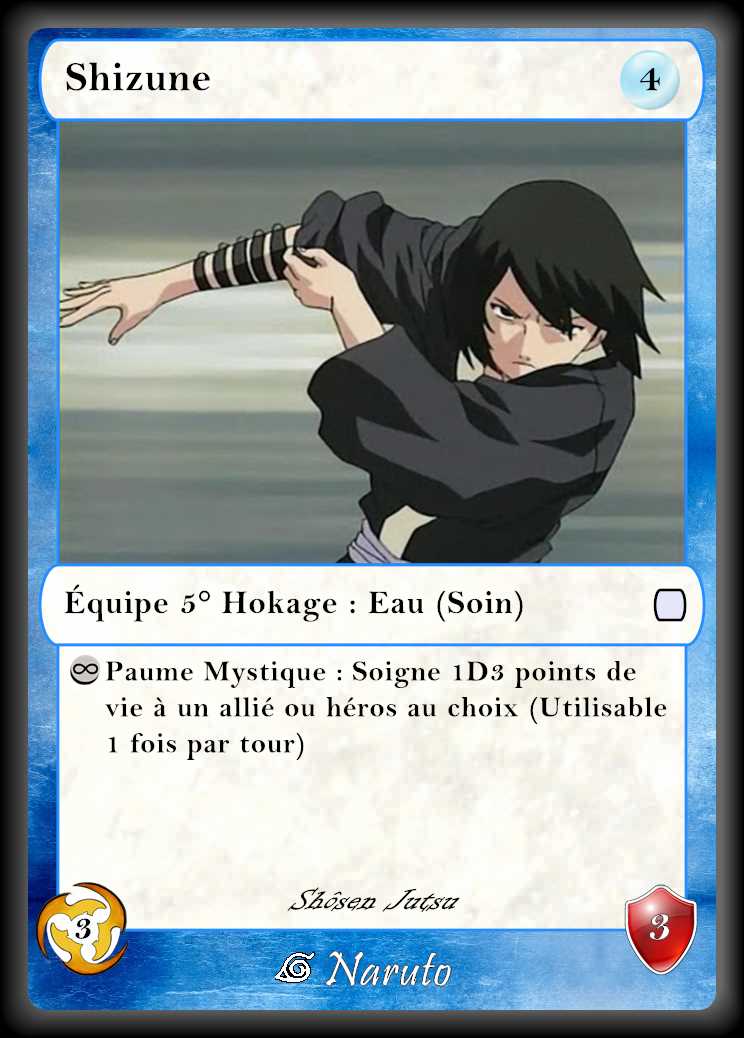 Shizune
4
Équipe 5° Hokage : Eau (Soin)
∞ Paume Mystique : Soigne 1D3 points de
vie à un allié ou héros au choix (Utilisable
1 fois par tour)
Shôsen Jutsu
3
3
Naruto